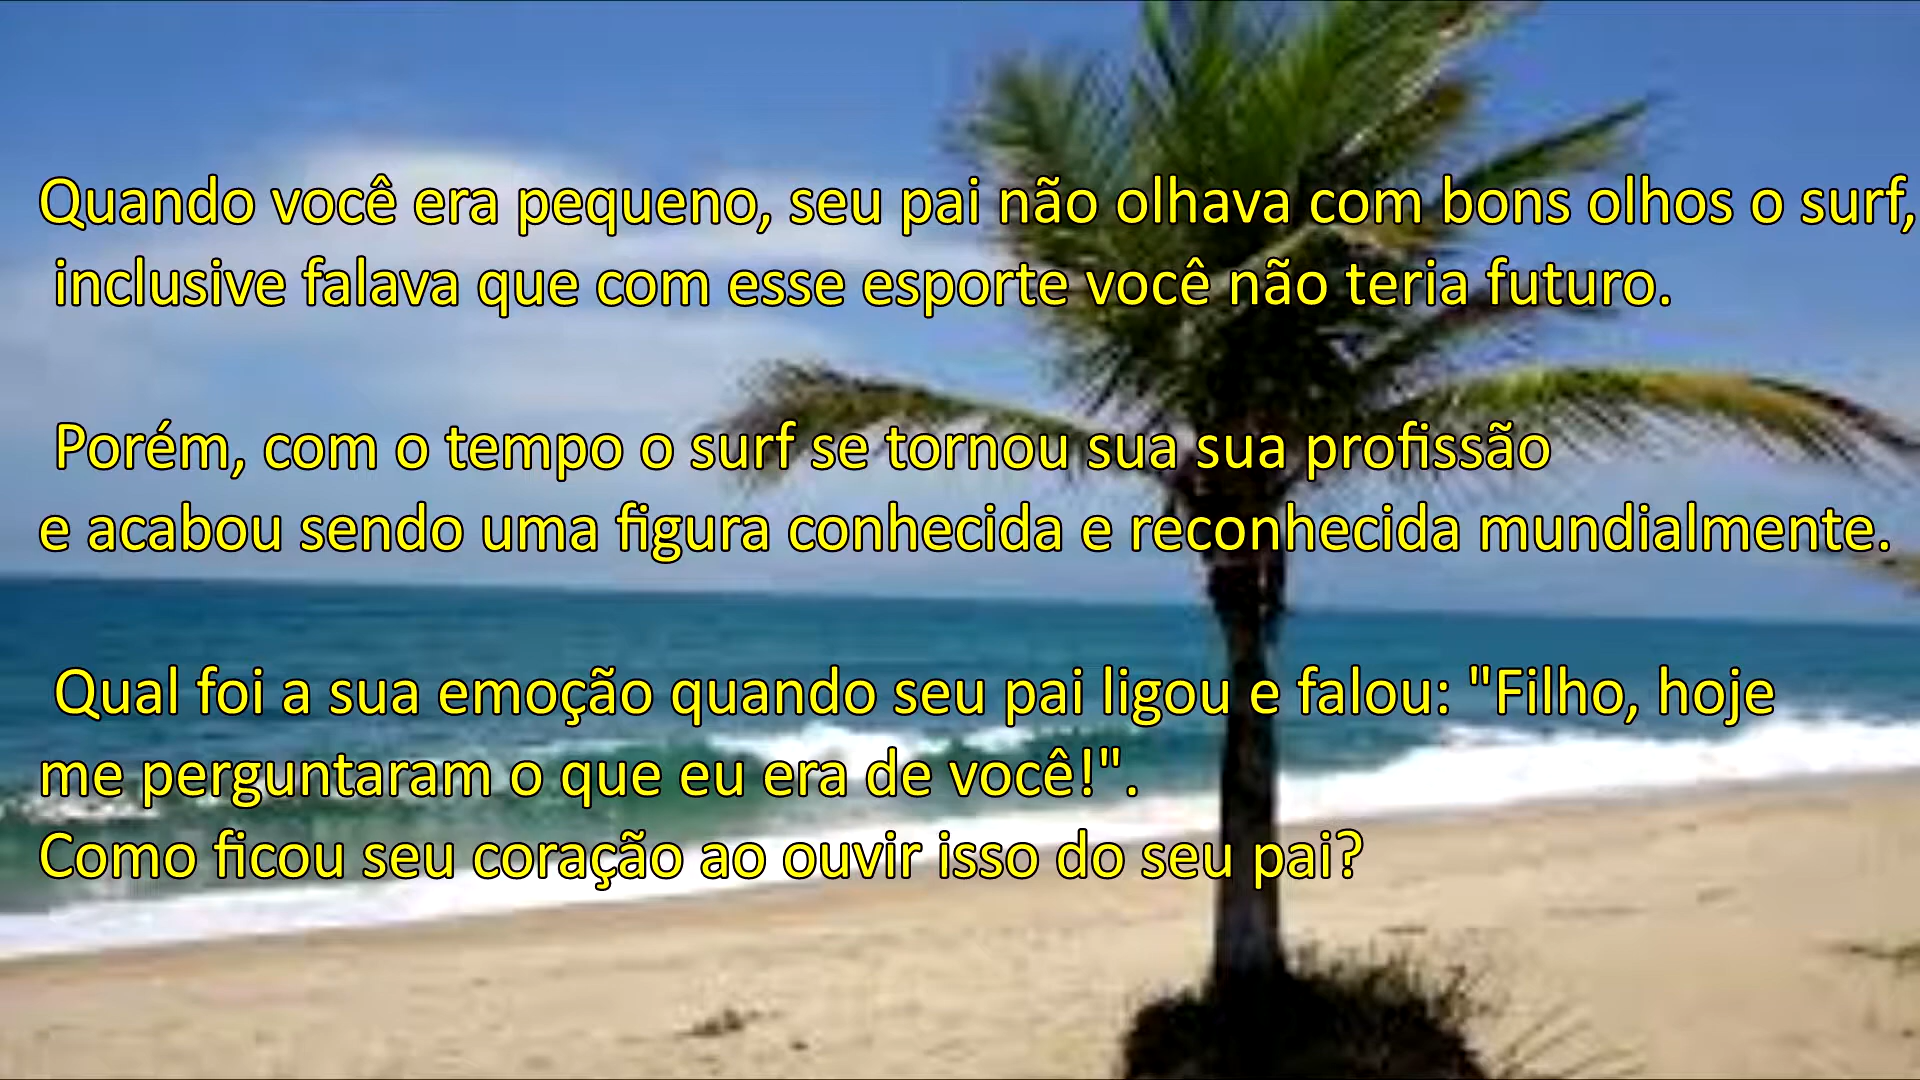 Quando você era pequeno, seu pai não olhava com bons olhos o surf,
inclusive falava que com esse esporte você não teria futuro.
Porém, com o tempo o surf se tornou sua sua profissão
e acabou sendo uma figura conhecida e reconhecida mundialmente.
Qual foi a sua emoção quando seu pai ligou e falou: "Filho, hoje
me perguntaram o que eu era de você!".
Como ficou seu coração ao ouvir isso do seu pai?